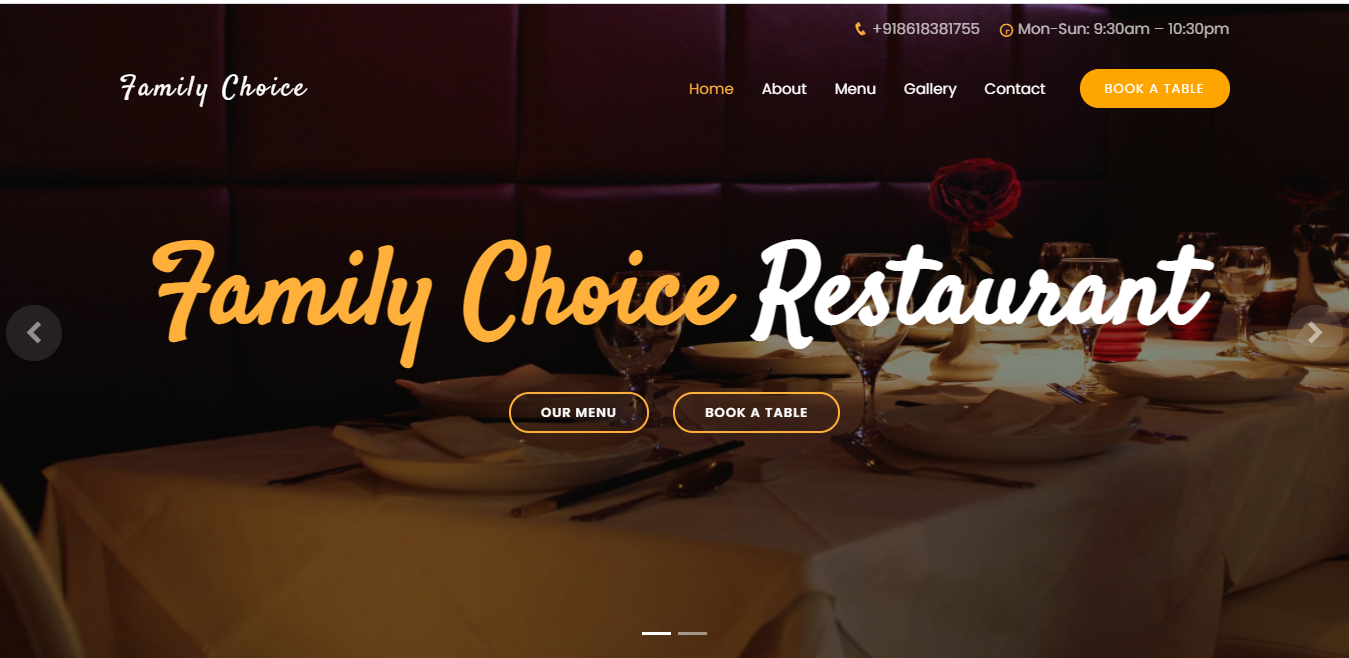 +918618381755 Mon-Sun: 9:30am – 10:30pm
Family Choice
Home About Menu Gallery Contact BOOK A TABLE
Family Choice Restaurant
OUR MENU BOOK A TABLE